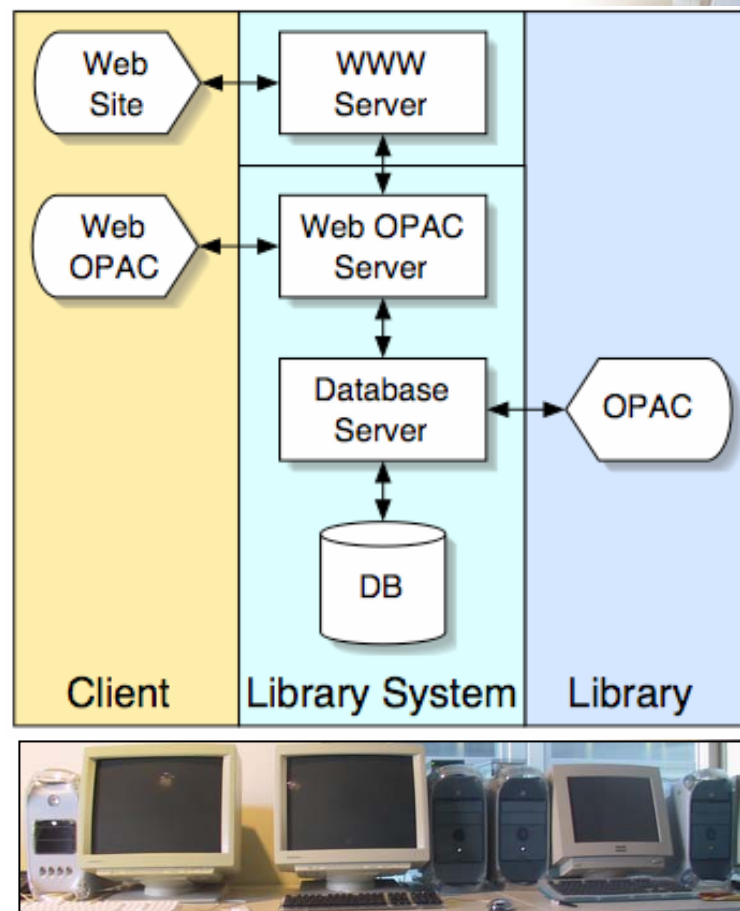 Web
Site
WWW
Server
Web
OPAC
Web OPAC
Server
Database
Server
OPAC
DB
Client
Library System
Library